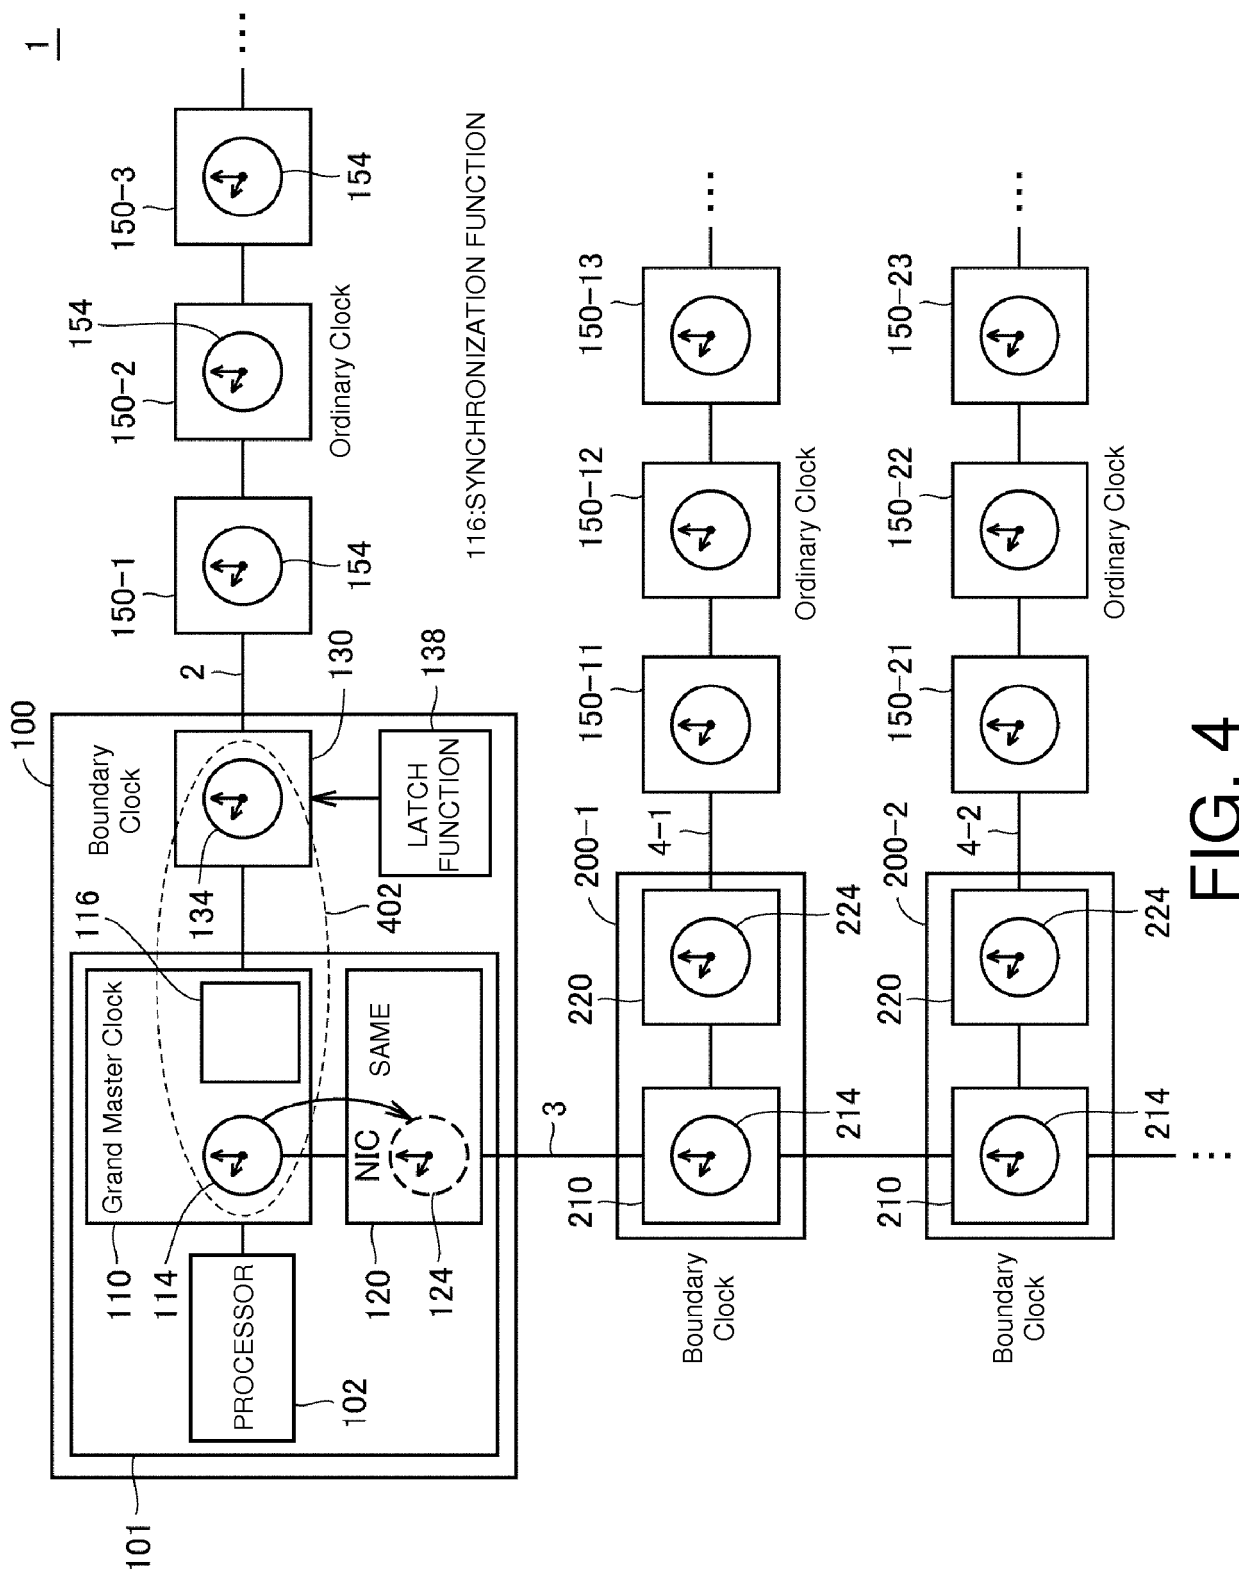 1
100
101
Boundary
Clock
Grand Master Clock
110
114
116
134
2
130
150-1
154
150-2
154
150-3
154
...
Ordinary Clock
PROCESSOR
102
120
124
NIC
SAME
402
LATCH
FUNCTION
138
116:SYNCHRONIZATION FUNCTION
3
Boundary
Clock
210
214
220
224
200-1
4-1
150-11
150-12
150-13
...
Ordinary Clock
Boundary
Clock
210
214
220
224
200-2
4-2
150-21
150-22
150-23
...
Ordinary Clock
...
FIG. 4